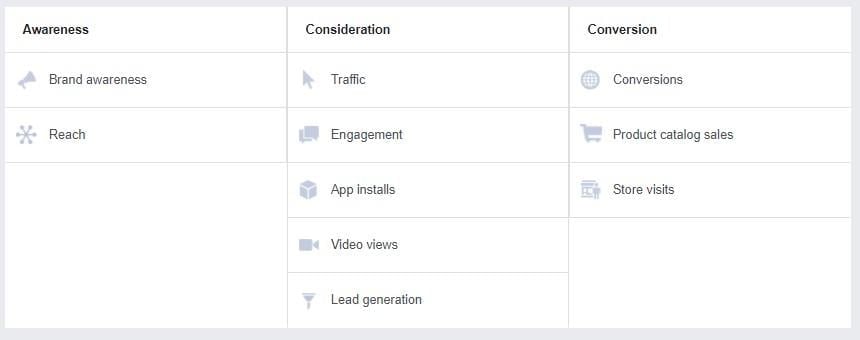 Awareness
Brand awareness
Reach
Consideration
Traffic
Engagement
App installs
Video views
Lead generation
Conversion
Conversions
Product catalog sales
Store visits